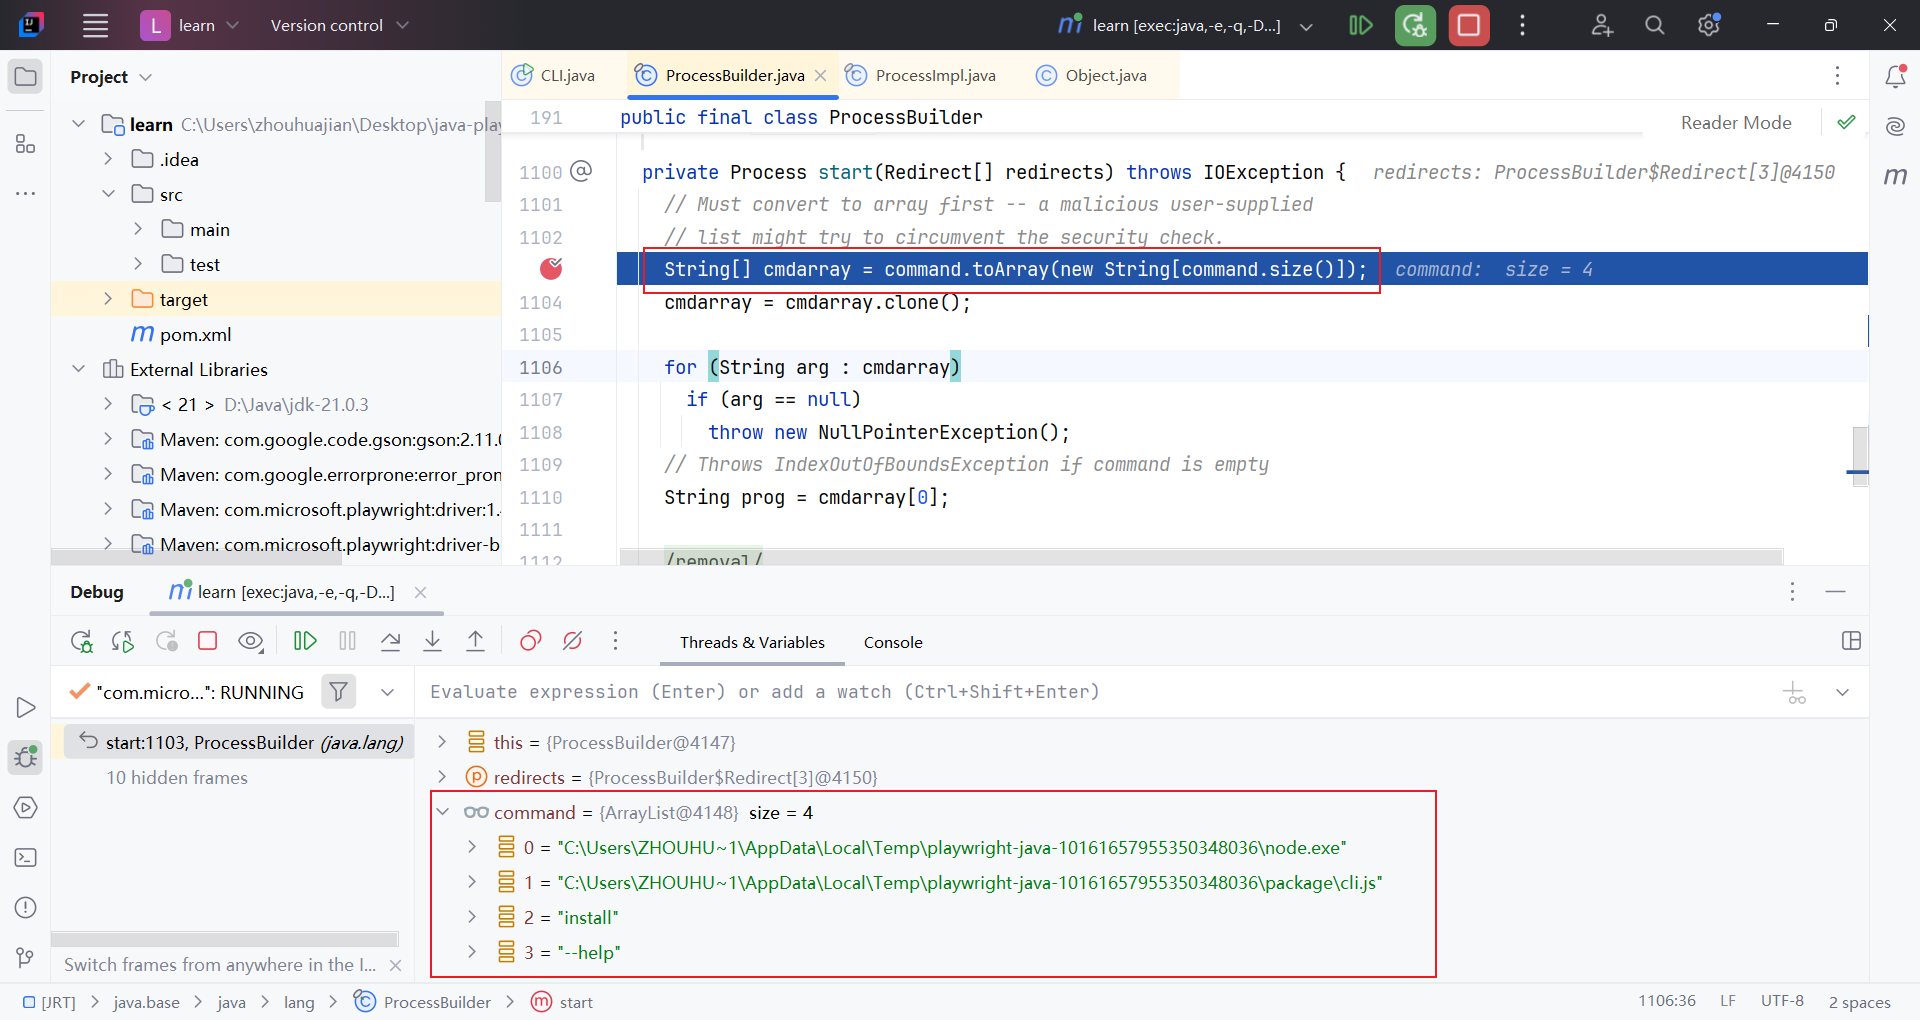 L learn Version control learn [exec:java,-e,-q,-D...]
Project
CLI.java ProcessBuilder.java ProcessImpl.java Object.java
191 public final class ProcessBuilder
Reader Mode
learn C:\Users\zhouhuajian\Desktop\java-play
.idea
src
main
test
target
m pom.xml
External Libraries
< 21 > D:\Java\jdk-21.0.3
Maven: com.google.code.gson:gson:2.11.0
Maven: com.google.errorprone:error_pron
Maven: com.microsoft.playwright:driver:1.4
Maven: com.microsoft.playwright:driver-b
1100 @ private Process start(Redirect[] redirects) throws IOException { redirects: ProcessBuilder$Redirect[3]@4150
1101 // Must convert to array first -- a malicious user-supplied
1102 // list might try to circumvent the security check.
String[] cmdarray = command.toArray(new String[command.size()]); command: size = 4
1104 cmdarray = cmdarray.clone();
1105
1106 for (String arg : cmdarray)
1107 if (arg == null)
1108 throw new NullPointerException();
1109 // Throws IndexOutOfBoundsException if command is empty
1110 String prog = cmdarray[0];
1111
1112 /removal/
Debug learn [exec:java,-e,-q,-D...]
Threads & Variables Console
"com.micro...": RUNNING
Evaluate expression (Enter) or add a watch (Ctrl+Shift+Enter)
start:1103, ProcessBuilder (java.lang)
10 hidden frames
this = {ProcessBuilder@4147}
redirects = {ProcessBuilder$Redirect[3]@4150}
command = {ArrayList@4148} size = 4
0 = "C:\Users\ZHOUHU~1\AppData\Local\Temp\playwright-java-10161657955350348036\node.exe"
1 = "C:\Users\ZHOUHU~1\AppData\Local\Temp\playwright-java-10161657955350348036\package\cli.js"
2 = "install"
3 = "--help"
Switch frames from anywhere in the I...
[JRT] java.base java lang ProcessBuilder start
1106:36 LF UTF-8 2 spaces